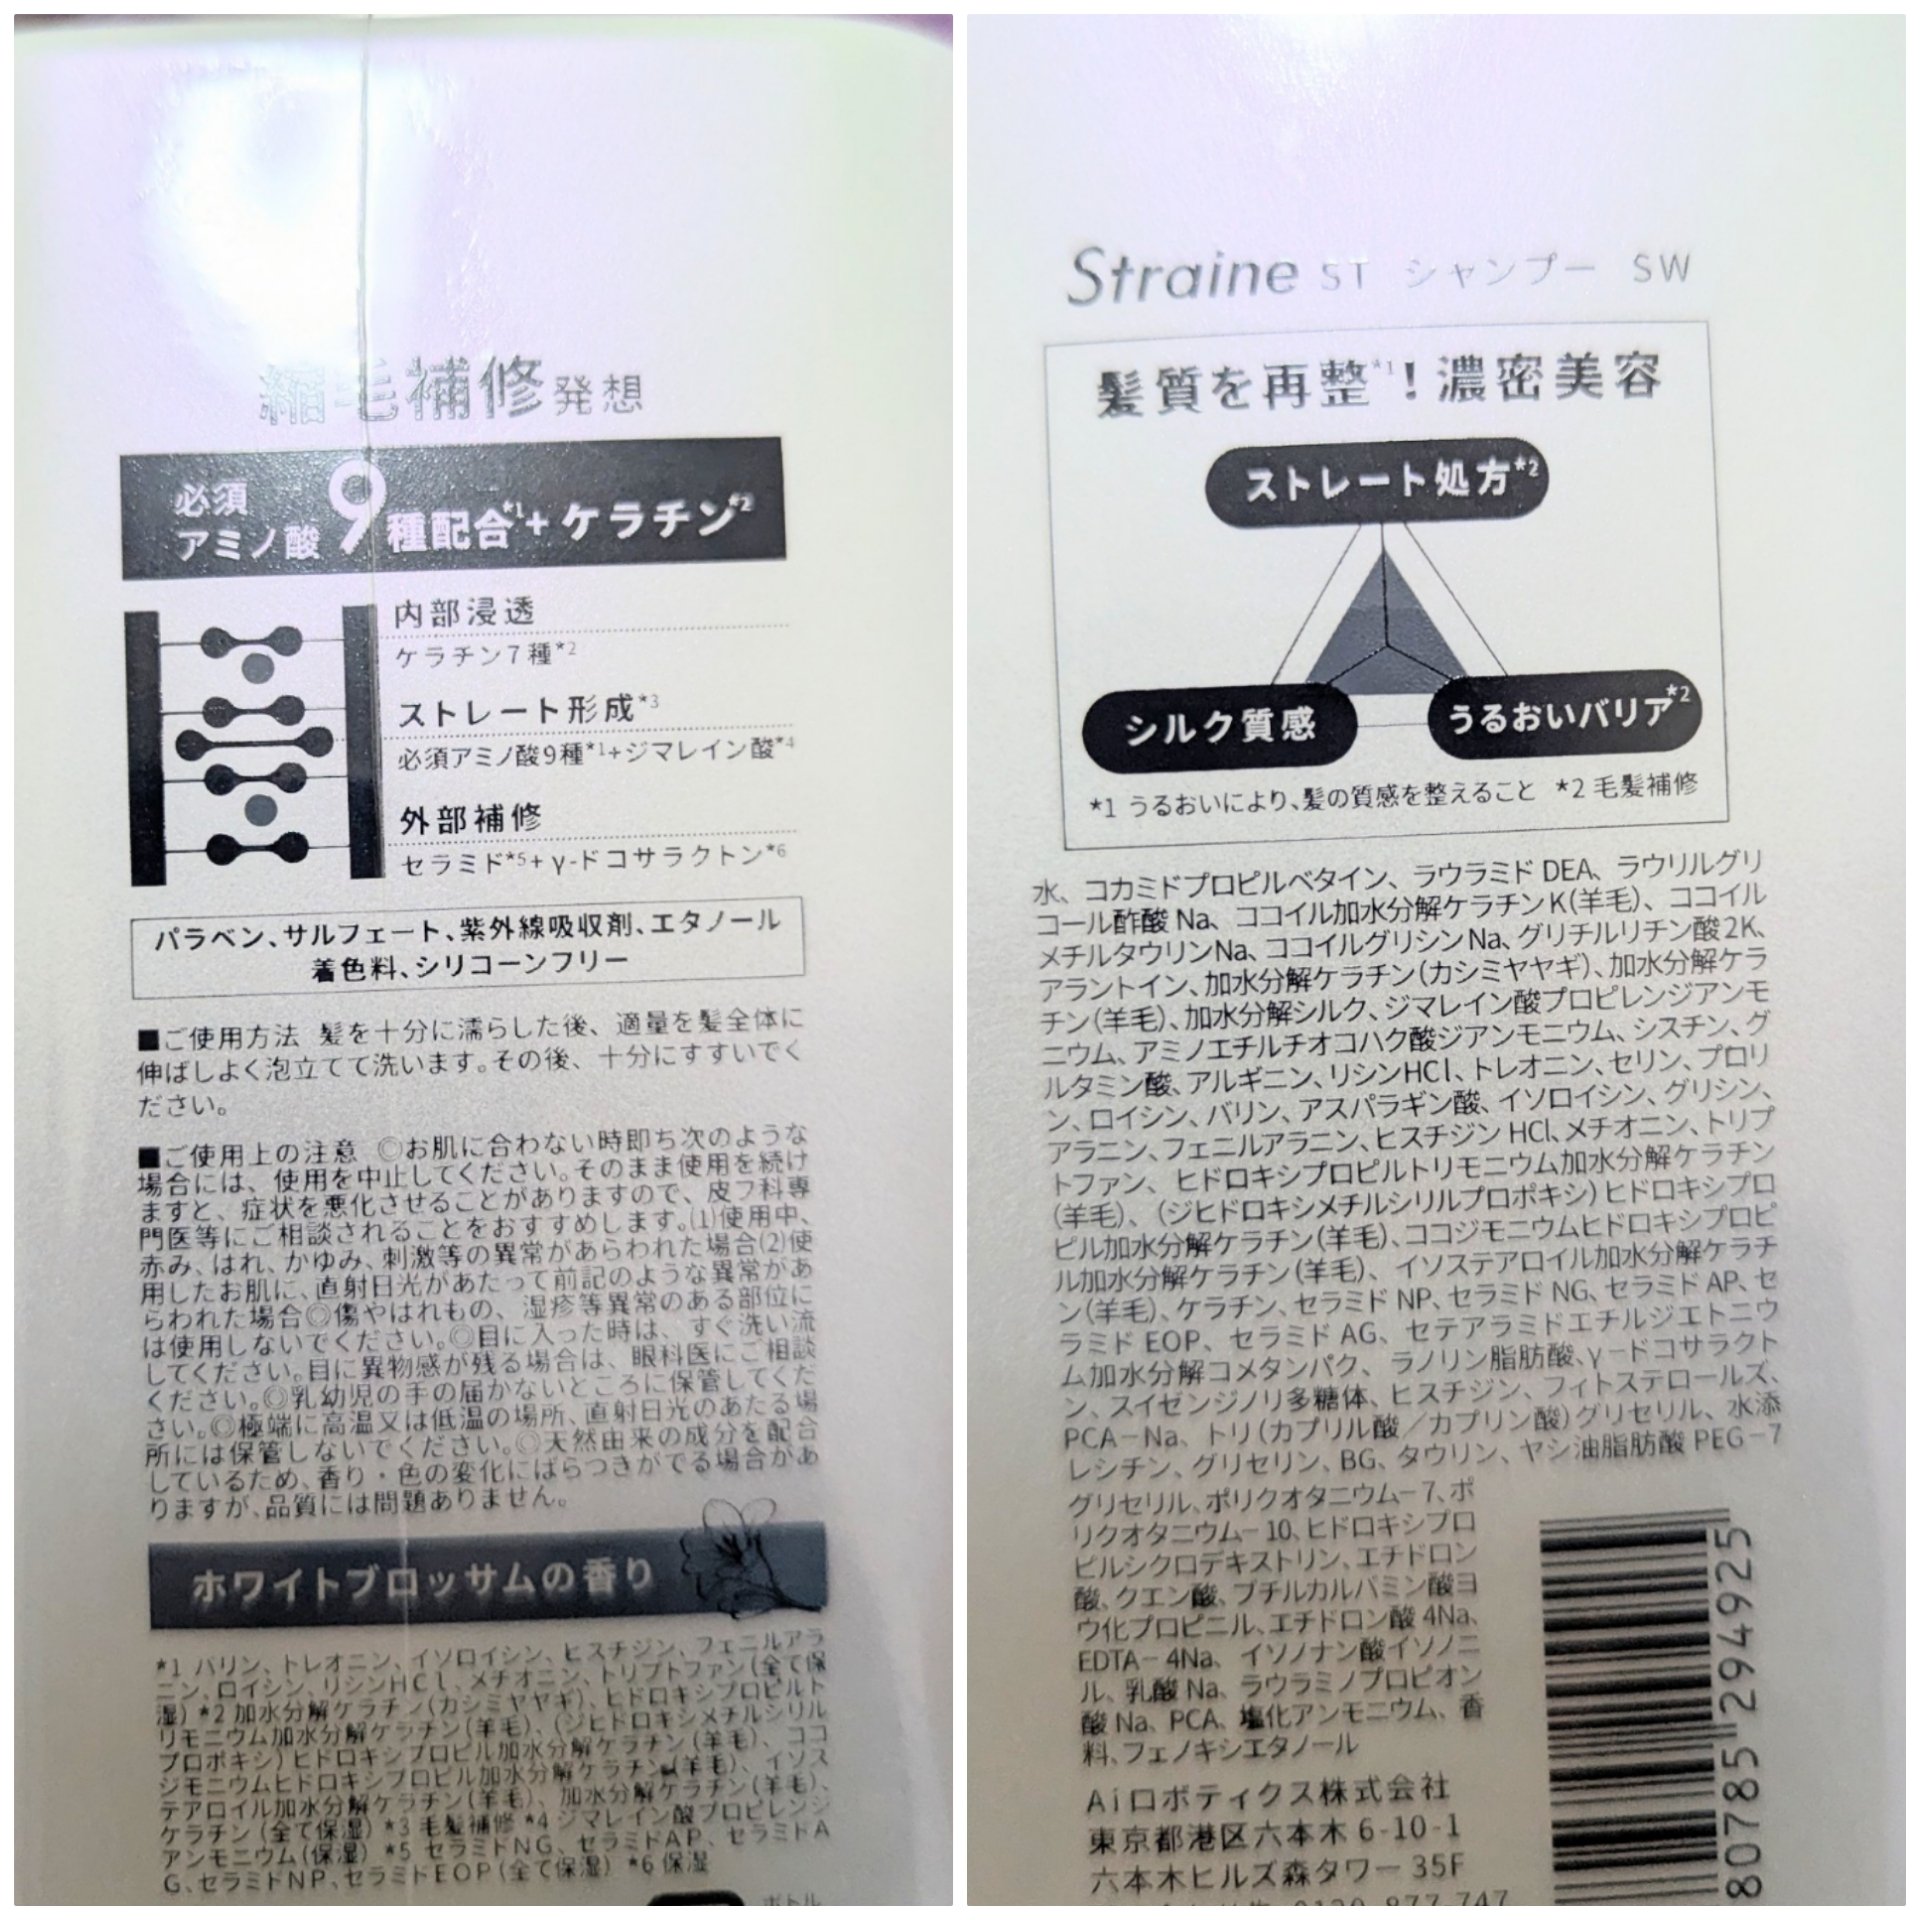 縮毛補修発想
必須アミノ酸9種配合*1+ケラチン*2
内部浸透
ケラチン7種*2
ストレート形成*3
必須アミノ酸9種*1+ジマレイン酸*4
外部補修
セラミド*5+γ-ドコサラクトン*6
パラベン、サルフェート、紫外線吸収剤、エタノール
着色料、シリコーンフリー
■ご使用方法 髪を十分に濡らした後、適量を髪全体に
伸ばしよく泡立てて洗います。その後、十分にすすいでく
ださい。
■ご使用上の注意 ◎お肌に合わない時即ち次のような
場合には、使用を中止してください。そのまま使用を続け
ますと、症状を悪化させることがありますので、皮フ科専
門医等にご相談されることをおすすめします。(1)使用中、
赤み、はれ、かゆみ、刺激等の異常があらわれた場合(2)使
用したお肌に、直射日光があたって前記のような異常があ
らわれた場合◎傷やはれもの、湿疹等異常のある部位に
は使用しないでください。◎目に入った時は、すぐ洗い流
してください。目に異物感が残る場合は、眼科医にご相談
ください。◎乳幼児の手の届かないところに保管してくだ
さい。◎極端に高温又は低温の場所、直射日光のあたる場
所には保管しないでください。◎天然由来の成分を配合
しているため、香り・色の変化にばらつきがでる場合があ
りますが、品質には問題ありません。
ホワイトブロッサムの香り
*1 バリン、トレオニン、イソロイシン、ヒスチジン、フェニルアラ
ニン、ロイシン、リシンHCl、メチオニン、トリプトファン(全て保
湿) *2 加水分解ケラチン(カシミヤヤギ)、ヒドロキシプロピルト
リモニウム加水分解ケラチン(羊毛)、(ジヒドロキシメチルシリル
プロポキシ)ヒドロキシプロピル加水分解ケラチン(羊毛)、ココ
ジモニウムヒドロキシプロピル加水分解ケラチン(羊毛)、イソス
テアロイル加水分解ケラチン(羊毛)、加水分解ケラチン(羊毛)、
ケラチン(全て保湿) *3 毛髪補修 *4 ジマレイン酸プロピレンジ
アンモニウム(保湿) *5 セラミドNG、セラミドAP、セラミドA
G、セラミドNP、セラミドEOP(全て保湿) *6 保湿
ボトル
Straine ST シャンプー SW
髪質を再整*1!濃密美容
ストレート処方*2
シルク質感
うるおいバリア*2
*1 うるおいにより、髪の質感を整えること *2 毛髪補修
水、コカミドプロピルベタイン、ラウラミド DEA、ラウリルグリ
コール酢酸 Na、ココイル加水分解ケラチンK(羊毛)、ココイル
メチルタウリンNa、ココイルグリシンNa、グリチルリチン酸2K、
アラントイン、加水分解ケラチン(カシミヤヤギ)、加水分解ケラ
チン(羊毛)、加水分解シルク、ジマレイン酸プロピレンジアンモ
ニウム、アミノエチルチオコハク酸ジアンモニウム、シスチン、グ
ルタミン酸、アルギニン、リシンHCl、トレオニン、セリン、プロリ
ン、ロイシン、バリン、アスパラギン酸、イソロイシン、グリシン、
アラニン、フェニルアラニン、ヒスチジン HCl、メチオニン、トリプ
トファン、ヒドロキシプロピルトリモニウム加水分解ケラチン
(羊毛)、(ジヒドロキシメチルシリルプロポキシ)ヒドロキシプロ
ピル加水分解ケラチン(羊毛)、ココジモニウムヒドロキシプロピ
ル加水分解ケラチン(羊毛)、イソステアロイル加水分解ケラチ
ン(羊毛)、ケラチン、セラミド NP、セラミド NG、セラミド AP、セ
ラミド EOP、セラミド AG、セテアラミドエチルジエトニウ
ム加水分解コメタンパク、ラノリン脂肪酸、γ-ドコサラクト
ン、スイゼンジノリ多糖体、ヒスチジン、フィトステロールズ、
PCA-Na、トリ(カプリル酸/カプリン酸)グリセリル、水添
レシチン、グリセリン、BG、タウリン、ヤシ油脂肪酸 PEG-7
グリセリル、ポリクオタニウム-7、ポ
リクオタニウム-10、ヒドロキシプロ
ピルシクロデキストリン、エチドロン
酸、クエン酸、ブチルカルバミン酸ヨ
ウ化プロピニル、エチドロン酸 4Na、
EDTA-4Na、イソノナン酸イソノニ
ル、乳酸 Na、ラウラミノプロピオン
酸 Na、PCA、塩化アンモニウム、香
料、フェノキシエタノール
Aiロボティクス株式会社
東京都港区六本木 6-10-1
六本木ヒルズ森タワー 35F
0120-877-747
80785 294925